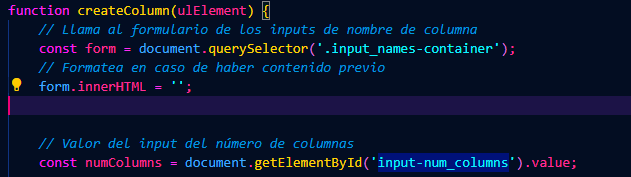 function createColumn(ulElement) {
// Llama al formulario de los inputs de nombre de columna
const form = document.querySelector('.input_names-container');
// Formatea en caso de haber contenido previo
form.innerHTML = '';
// Valor del input del número de columnas
const numColumns = document.getElementById('input-num_columns').value;